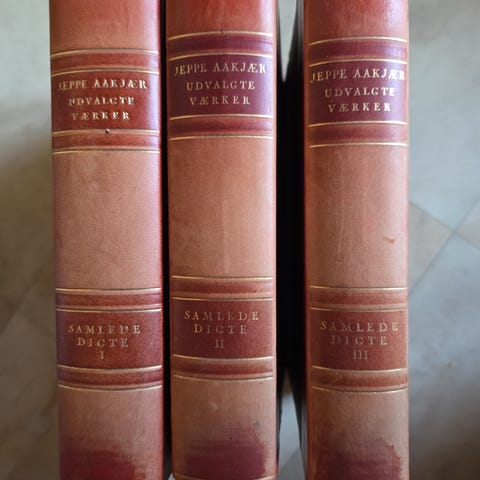 JEPPE AAKJÆR
UDVALGTE
VÆRKER
SAMLEDE
DIGTE
I
JEPPE AAKJÆR
UDVALGTE
VÆRKER
SAMLEDE
DIGTE
II
JEPPE AAKJÆR
UDVALGTE
VÆRKER
SAMLEDE
DIGTE
III